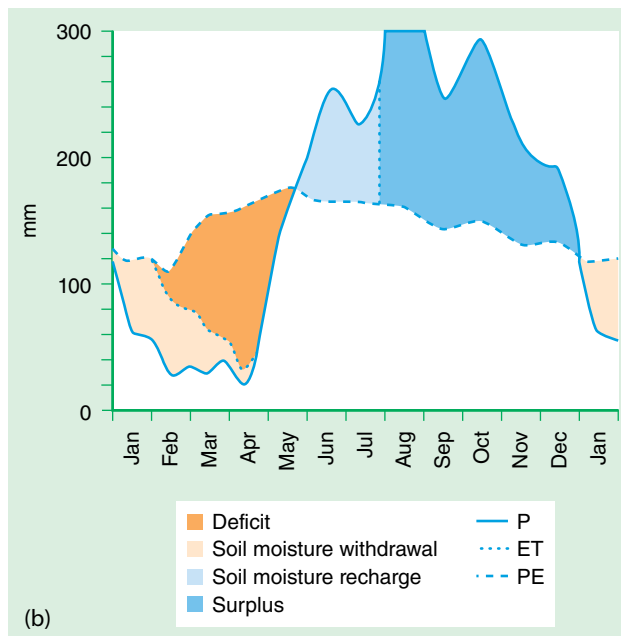 300
200
mm
100
0
Jan
Feb
Mar
Apr
May
Jun
Jul
Aug
Sep
Oct
Nov
Dec
Jan
Deficit
Soil moisture withdrawal
Soil moisture recharge
Surplus
P
ET
PE
(b)